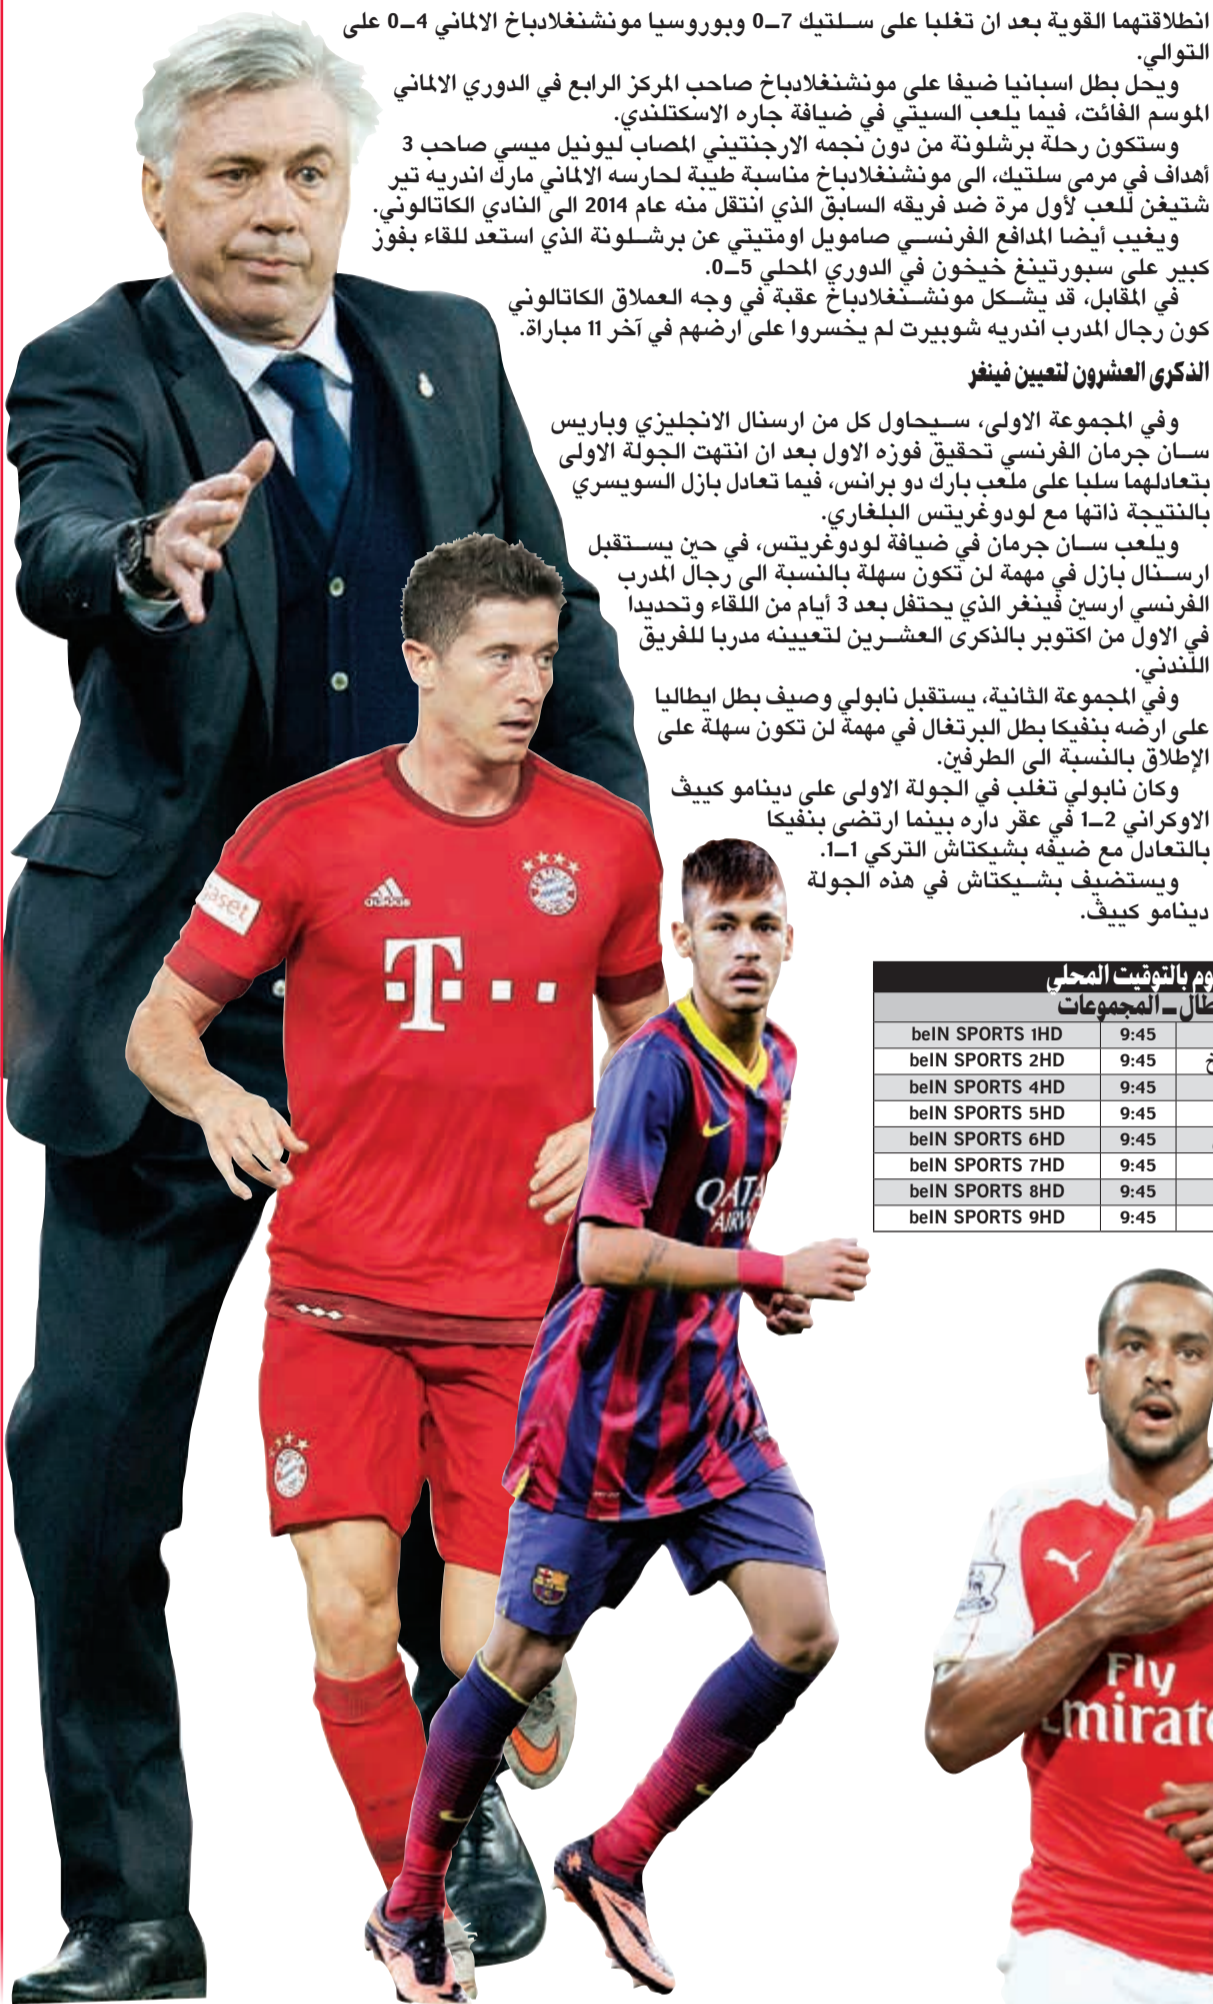 انطلاقتهما القوية بعد ان تغلبا على سلتيك 7ــ0 وبوروسيا مونشنغلادباخ الالماني 4ــ0 على
التوالي.
ويحل بطل اسبانيا ضيفا على مونشنغلادباخ صاحب المركز الرابع في الدوري الالماني
الموسم الفائت، فيما يلعب السيتي في ضيافة جاره الاسكتلندي.
وستكون رحلة برشلونة من دون نجمه الارجنتيني المصاب ليونيل ميسي صاحب 3
أهداف في مرمى سلتيك، الى مونشنغلادباخ مناسبة طيبة لحارسه الالماني مارك اندريه تير
شتيغن للعب لأول مرة ضد فريقه السابق الذي انتقل منه عام 2014 الى النادي الكاتالوني.
ويغيب أيضا المدافع الفرنسي صامويل اومتيتي عن برشلونة الذي استعد للقاء بفوز
كبير على سبورتينغ خيخون في الدوري المحلي 5ــ0.
في المقابل، قد يشكل مونشنغلادباخ عقبة في وجه العملاق الكاتالوني
كون رجال المدرب اندريه شوبيرت لم يخسروا على ارضهم في آخر 11 مباراة.
الذكرى العشرون لتعيين فينغر
وفي المجموعة الاولى، سيحاول كل من ارسنال الانجليزي وباريس
سان جرمان الفرنسي تحقيق فوزه الاول بعد ان انتهت الجولة الاولى
بتعادلهما سلبا على ملعب بارك دو برانس، فيما تعادل بازل السويسري
بالنتيجة ذاتها مع لودوغريتس البلغاري.
ويلعب سان جرمان في ضيافة لودوغريتس، في حين يستقبل
ارسنال بازل في مهمة لن تكون سهلة بالنسبة الى رجال المدرب
الفرنسي ارسين فينغر الذي يحتفل بعد 3 أيام من اللقاء وتحديدا
في الاول من اكتوبر بالذكرى العشرين لتعيينه مدربا للفريق
اللندني.
وفي المجموعة الثانية، يستقبل نابولي وصيف بطل ايطاليا
على ارضه بنفيكا بطل البرتغال في مهمة لن تكون سهلة على
الإطلاق بالنسبة الى الطرفين.
وكان نابولي تغلب في الجولة الاولى على دينامو كييف
الاوكراني 2ــ1 في عقر داره بينما ارتضى بنفيكا
بالتعادل مع ضيفه بشيكتاش التركي 1ــ1.
ويستضيف بشيكتاش في هذه الجولة
دينامو كييف.
وم بالتوقيت المحلي
طال ــ المجموعات
9:45 beIN SPORTS 1HD
خ 9:45 beIN SPORTS 2HD
9:45 beIN SPORTS 4HD
9:45 beIN SPORTS 5HD
9:45 beIN SPORTS 6HD
9:45 beIN SPORTS 7HD
9:45 beIN SPORTS 8HD
9:45 beIN SPORTS 9HD
aset
adidas
T
QATA
AIRW
Fly
Emirate